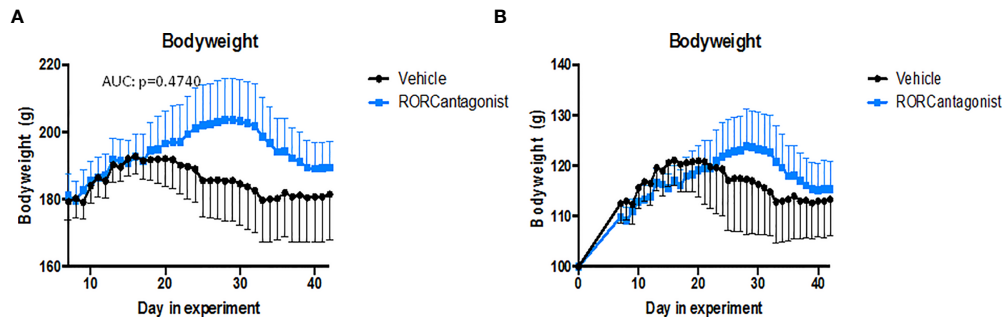 A
Bodyweight
220
200
180
160
Bodyweight (g)
AUC: p=0.4740
10
20
30
40
Day in experiment
Vehicle
RORCantagonist
B
Bodyweight
140
130
120
110
100
Bodyweight (g)
0
10
20
30
40
Day in experiment
Vehicle
RORCantagonist